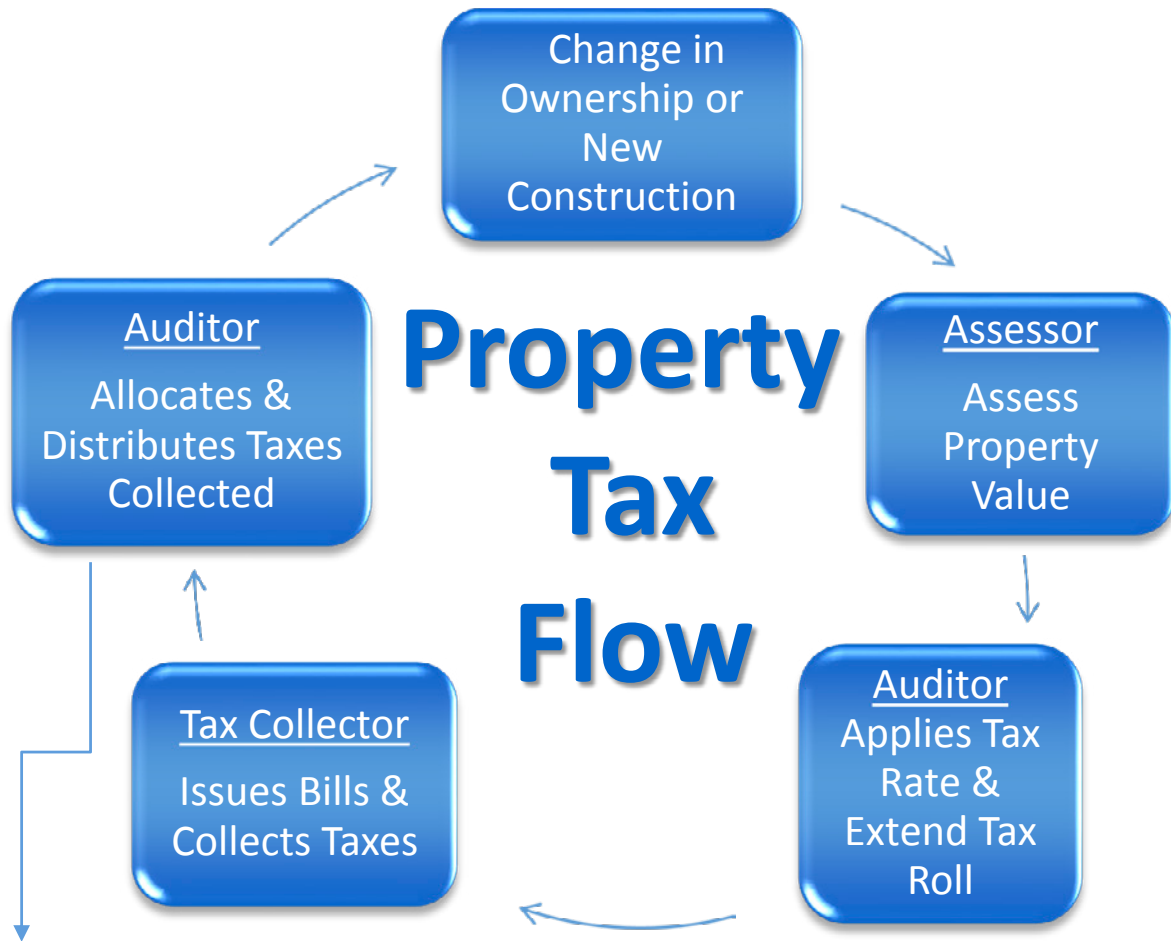 Change in
Ownership or
New
Construction
Property
Tax
Flow
Assessor
Assess
Property
Value
Auditor
Applies Tax
Rate &
Extend Tax
Roll
Tax Collector
Issues Bills &
Collects Taxes
Auditor
Allocates &
Distributes Taxes
Collected